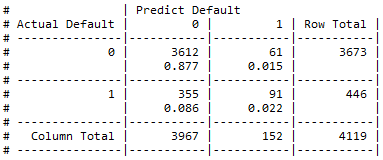 #                | Predict Default
# Actual Default |         0 |         1 | Row Total |
# ---------------|-----------|-----------|-----------|
#              0 |      3612 |        61 |      3673 |
#                |     0.877 |     0.015 |           |
# ---------------|-----------|-----------|-----------|
#              1 |       355 |        91 |       446 |
#                |     0.086 |     0.022 |           |
# ---------------|-----------|-----------|-----------|
#   Column Total |      3967 |       152 |      4119 |
# ---------------|-----------|-----------|-----------|